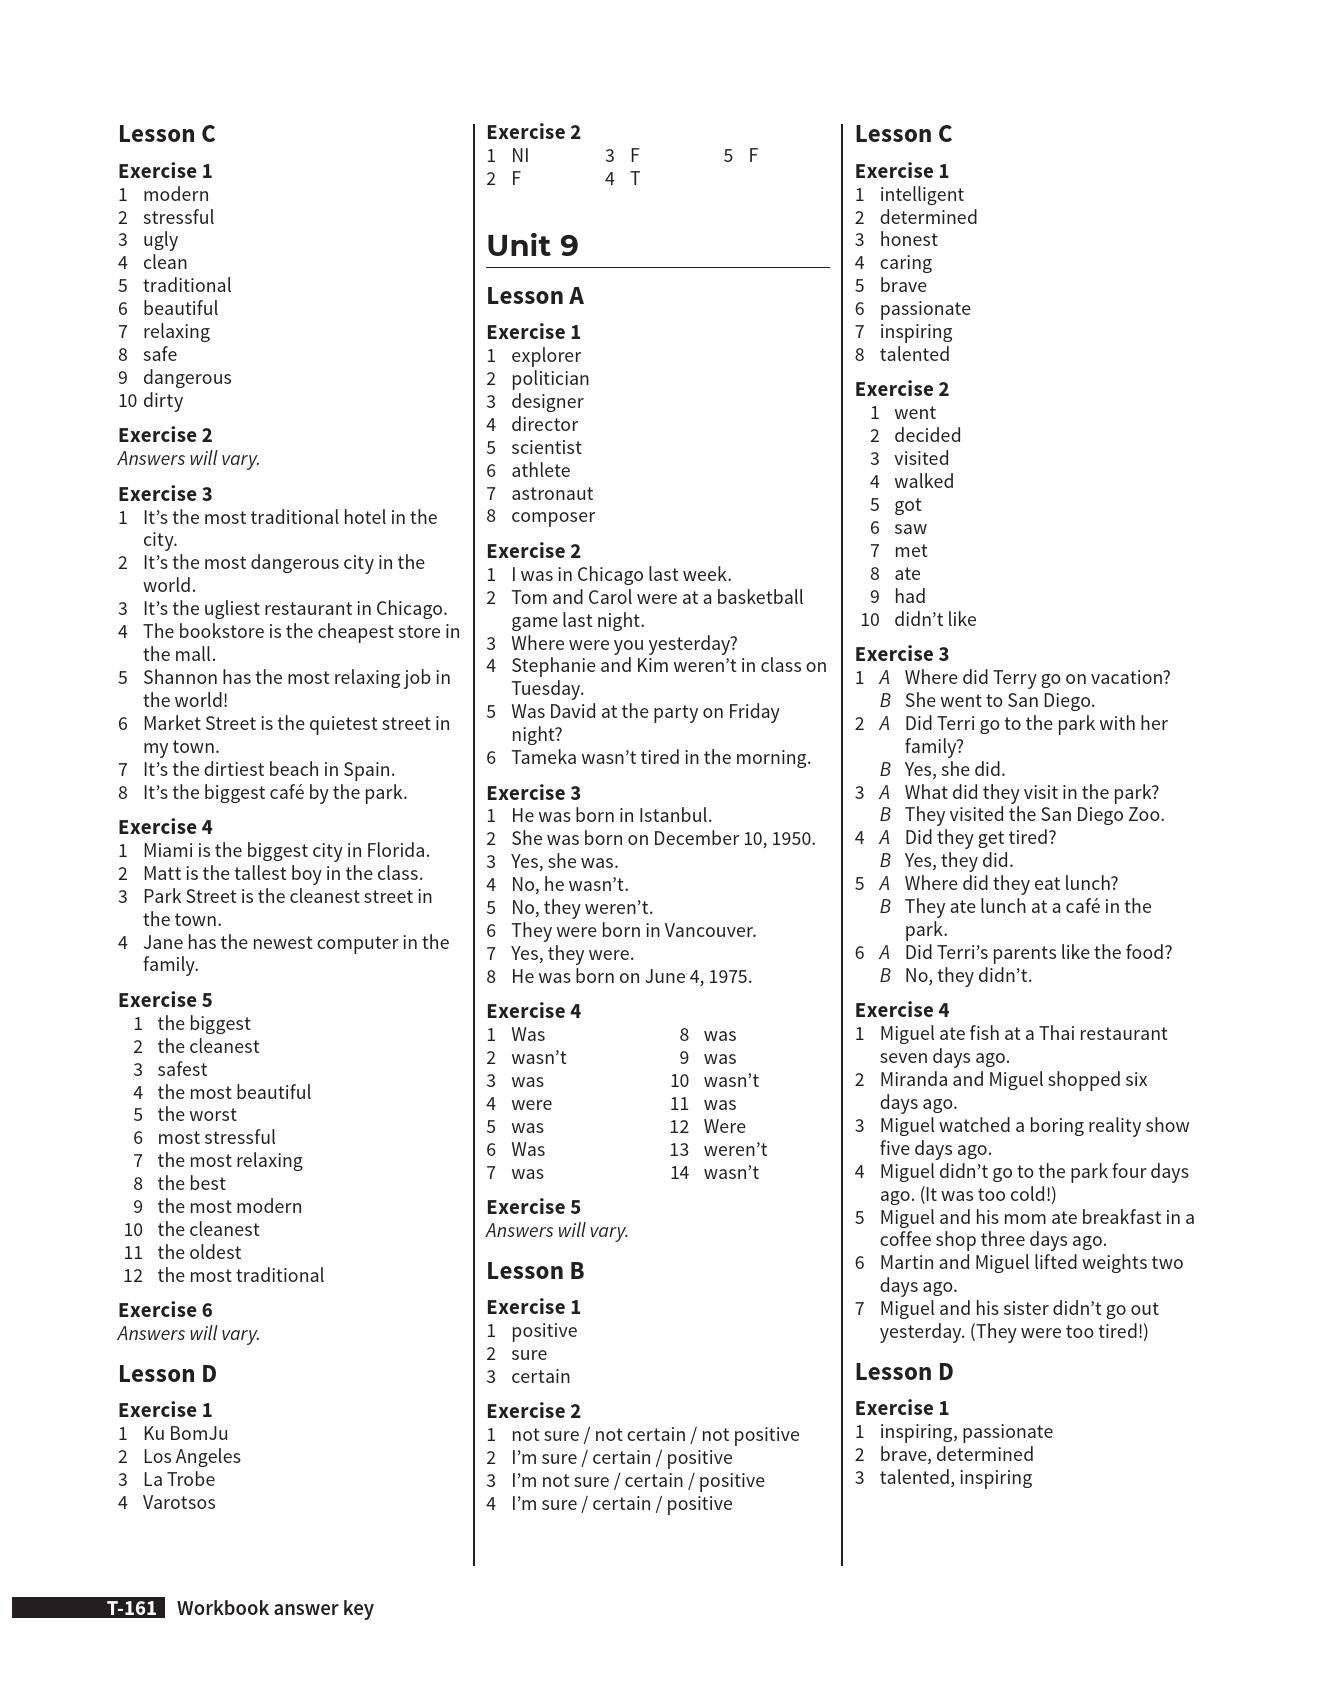 Lesson C
Exercise 1
1 modern
2 stressful
3 ugly
4 clean
5 traditional
6 beautiful
7 relaxing
8 safe
9 dangerous
10 dirty
Exercise 2
Answers will vary.
Exercise 3
1 It’s the most traditional hotel in the
city.
2 It’s the most dangerous city in the
world.
3 It’s the ugliest restaurant in Chicago.
4 The bookstore is the cheapest store in
the mall.
5 Shannon has the most relaxing job in
the world!
6 Market Street is the quietest street in
my town.
7 It’s the dirtiest beach in Spain.
8 It’s the biggest café by the park.
Exercise 4
1 Miami is the biggest city in Florida.
2 Matt is the tallest boy in the class.
3 Park Street is the cleanest street in
the town.
4 Jane has the newest computer in the
family.
Exercise 5
1 the biggest
2 the cleanest
3 safest
4 the most beautiful
5 the worst
6 most stressful
7 the most relaxing
8 the best
9 the most modern
10 the cleanest
11 the oldest
12 the most traditional
Exercise 6
Answers will vary.
Lesson D
Exercise 1
1 Ku BomJu
2 Los Angeles
3 La Trobe
4 Varotsos
Exercise 2
1 NI 3 F 5 F
2 F 4 T
Unit 9
Lesson A
Exercise 1
1 explorer
2 politician
3 designer
4 director
5 scientist
6 athlete
7 astronaut
8 composer
Exercise 2
1 I was in Chicago last week.
2 Tom and Carol were at a basketball
game last night.
3 Where were you yesterday?
4 Stephanie and Kim weren’t in class on
Tuesday.
5 Was David at the party on Friday
night?
6 Tameka wasn’t tired in the morning.
Exercise 3
1 He was born in Istanbul.
2 She was born on December 10, 1950.
3 Yes, she was.
4 No, he wasn’t.
5 No, they weren’t.
6 They were born in Vancouver.
7 Yes, they were.
8 He was born on June 4, 1975.
Exercise 4
1 Was 8 was
2 wasn’t 9 was
3 was 10 wasn’t
4 were 11 was
5 was 12 Were
6 Was 13 weren’t
7 was 14 wasn’t
Exercise 5
Answers will vary.
Lesson B
Exercise 1
1 positive
2 sure
3 certain
Exercise 2
1 not sure / not certain / not positive
2 I’m sure / certain / positive
3 I’m not sure / certain / positive
4 I’m sure / certain / positive
Lesson C
Exercise 1
1 intelligent
2 determined
3 honest
4 caring
5 brave
6 passionate
7 inspiring
8 talented
Exercise 2
1 went
2 decided
3 visited
4 walked
5 got
6 saw
7 met
8 ate
9 had
10 didn’t like
Exercise 3
1 A Where did Terry go on vacation?
B She went to San Diego.
2 A Did Terri go to the park with her
family?
B Yes, she did.
3 A What did they visit in the park?
B They visited the San Diego Zoo.
4 A Did they get tired?
B Yes, they did.
5 A Where did they eat lunch?
B They ate lunch at a café in the
park.
6 A Did Terri’s parents like the food?
B No, they didn’t.
Exercise 4
1 Miguel ate fish at a Thai restaurant
seven days ago.
2 Miranda and Miguel shopped six
days ago.
3 Miguel watched a boring reality show
five days ago.
4 Miguel didn’t go to the park four days
ago. (It was too cold!)
5 Miguel and his mom ate breakfast in a
coffee shop three days ago.
6 Martin and Miguel lifted weights two
days ago.
7 Miguel and his sister didn’t go out
yesterday. (They were too tired!)
Lesson D
Exercise 1
1 inspiring, passionate
2 brave, determined
3 talented, inspiring
T-161 Workbook answer key